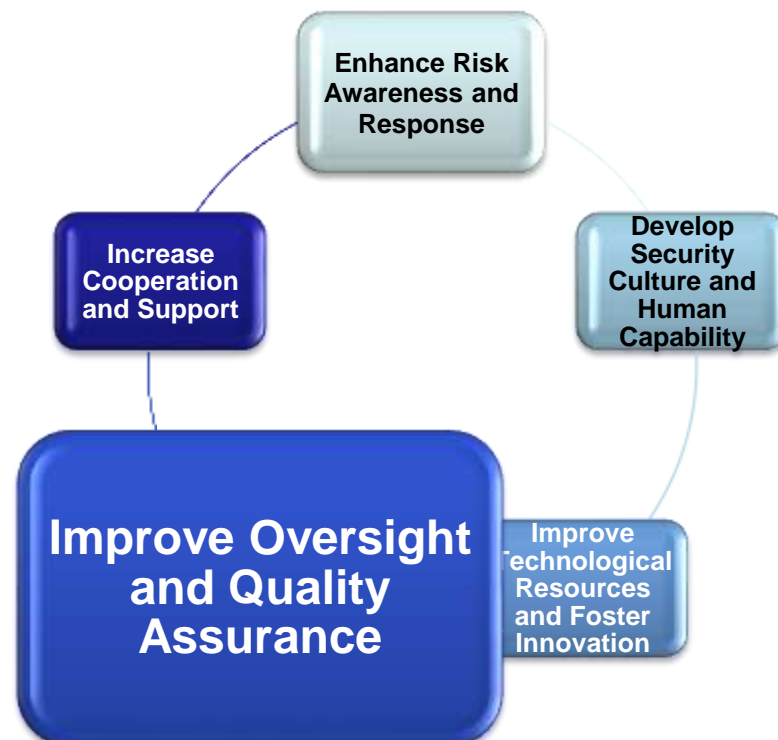 Enhance Risk
Awareness and
Response
Increase
Cooperation
and Support
Develop
Security
Culture and
Human
Capability
Improve Oversight
and Quality
Assurance
Improve
Technological
Resources
and Foster
Innovation